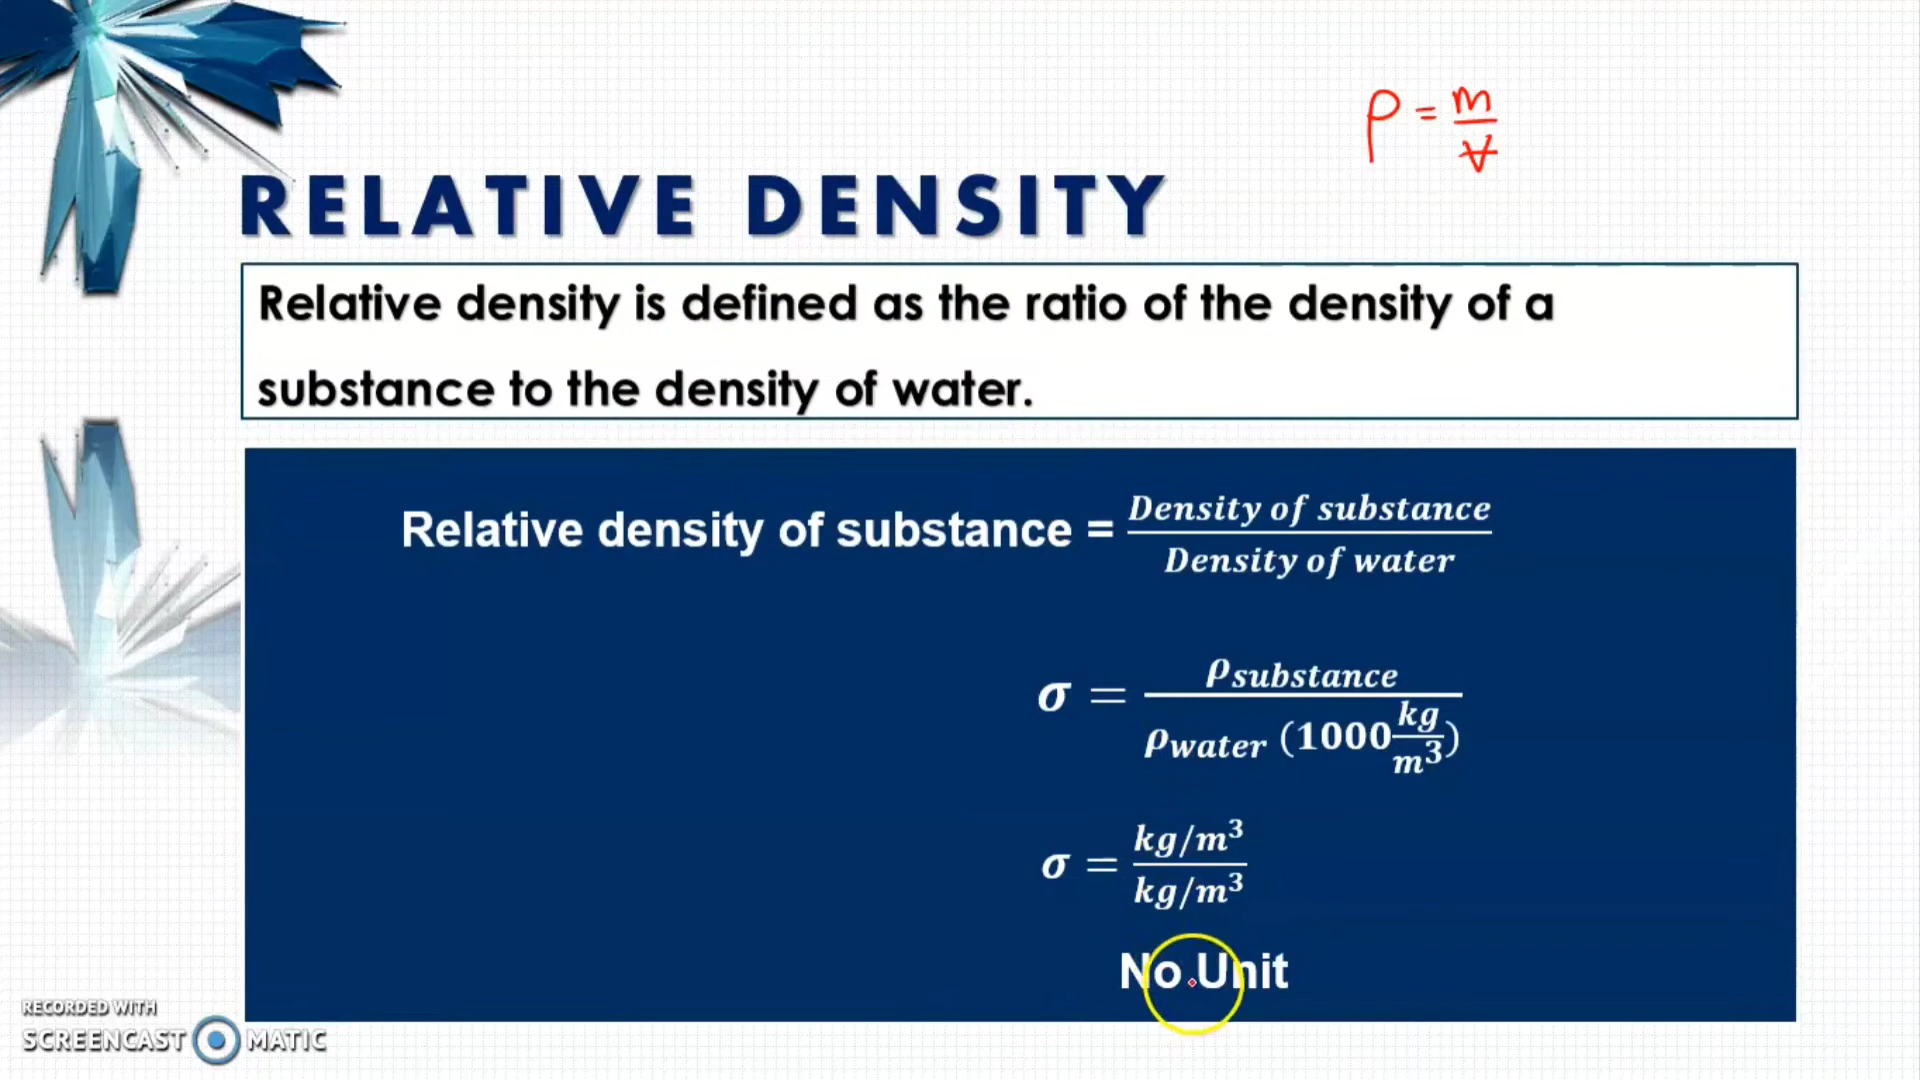 ρ = m/V
RELATIVE DENSITY
Relative density is defined as the ratio of the density of a
substance to the density of water.
Relative density of substance = Density of substance / Density of water
σ = ρsubstance / ρwater (1000 kg/m³)
σ = kg/m³ / kg/m³
No Unit
RECORDED WITH
SCREENCAST MATIC